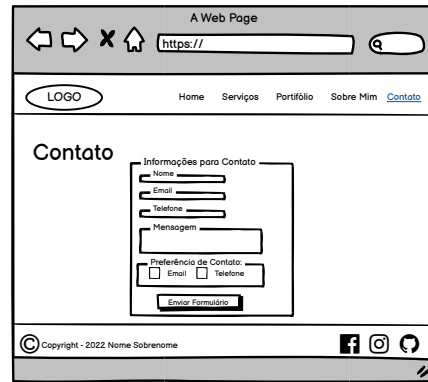 A Web Page
https://
LOGO
Home Serviços Portifólio Sobre Mim Contato
Contato
Informações para Contato
Nome
Email
Telefone
Mensagem
Preferência de Contato:
Email Telefone
Enviar Formulário
© Copyright - 2022 Nome Sobrenome